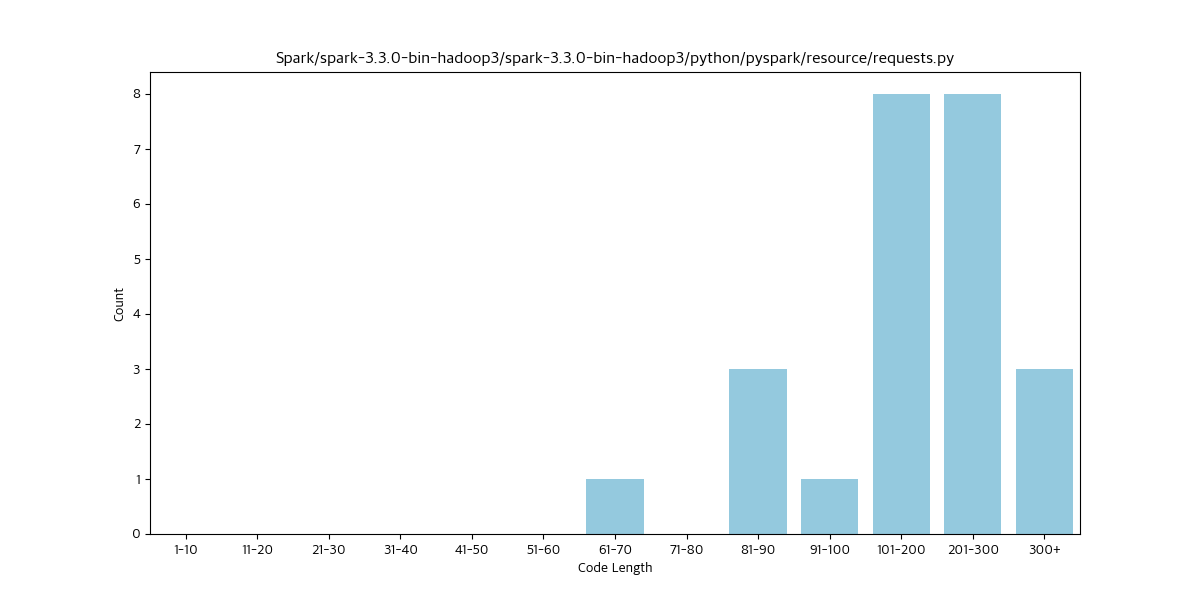 Spark/spark-3.3.0-bin-hadoop3/spark-3.3.0-bin-hadoop3/python/pyspark/resource/requests.py
8
7
6
5
4
3
2
1
0
Count
1-10 11-20 21-30 31-40 41-50 51-60 61-70 71-80 81-90 91-100 101-200 201-300 300+
Code Length